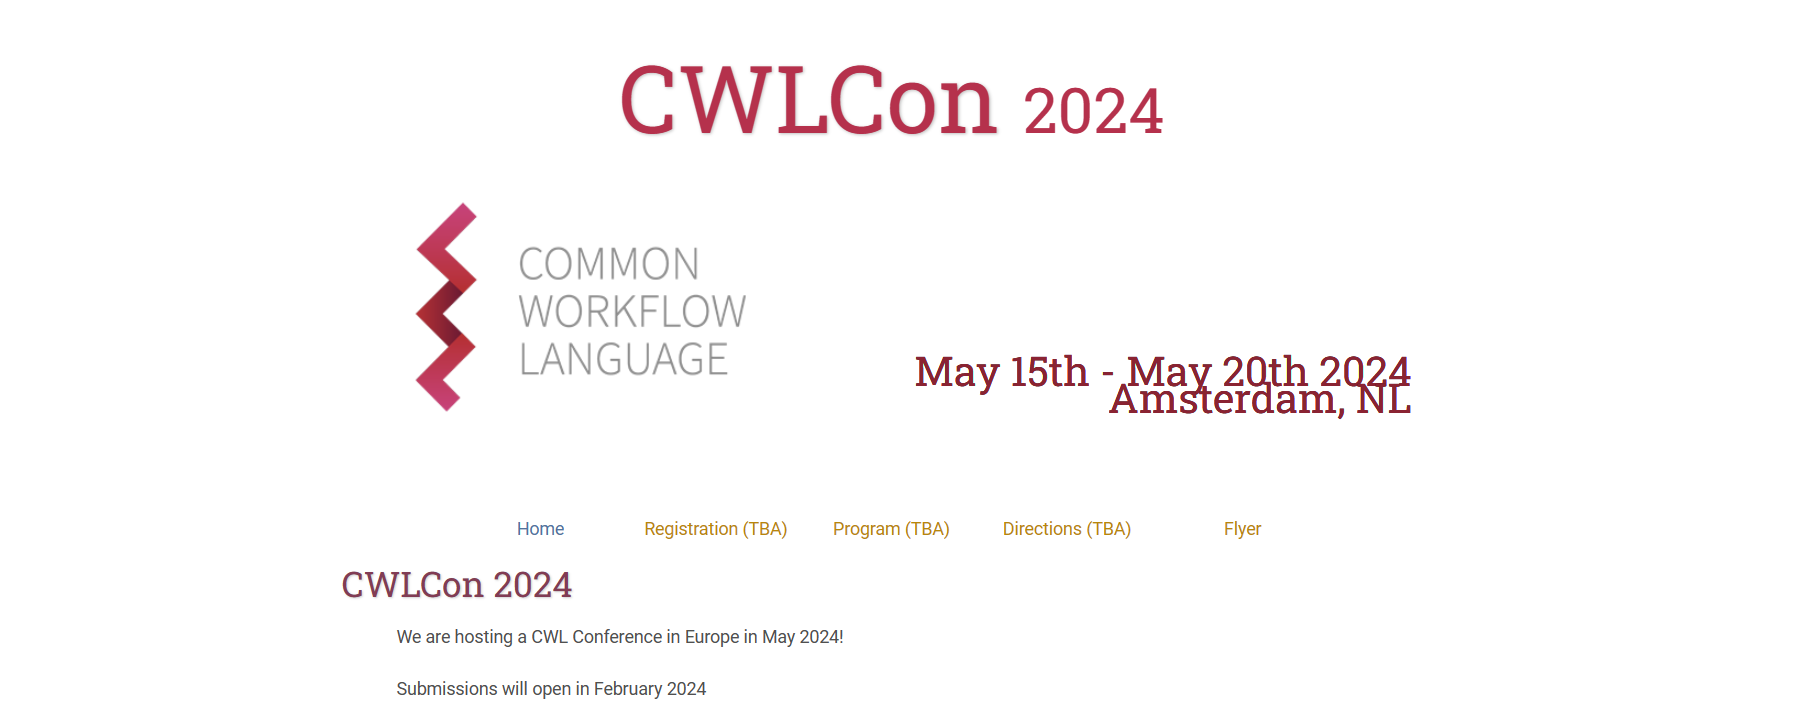 CWLCon 2024
COMMON
WORKFLOW
LANGUAGE
May 15th - May 20th 2024
Amsterdam, NL
Home Registration (TBA) Program (TBA) Directions (TBA) Flyer
CWLCon 2024
We are hosting a CWL Conference in Europe in May 2024!
Submissions will open in February 2024